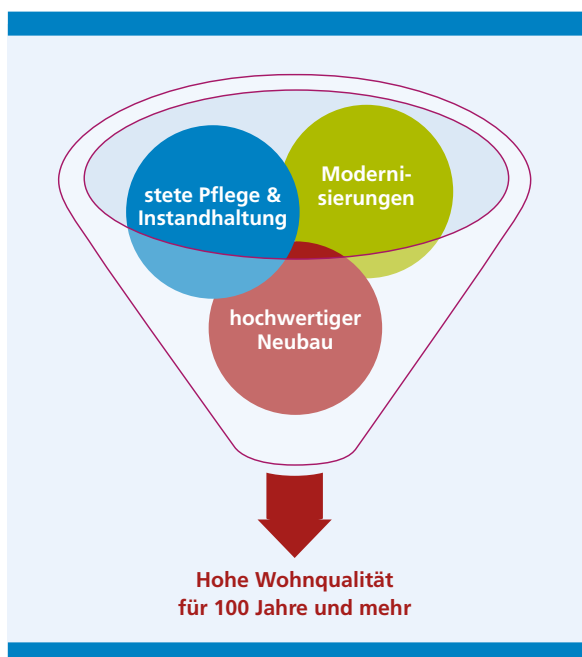 stete Pflege &
Instandhaltung
Moderni-
sierungen
hochwertiger
Neubau
Hohe Wohnqualität
für 100 Jahre und mehr